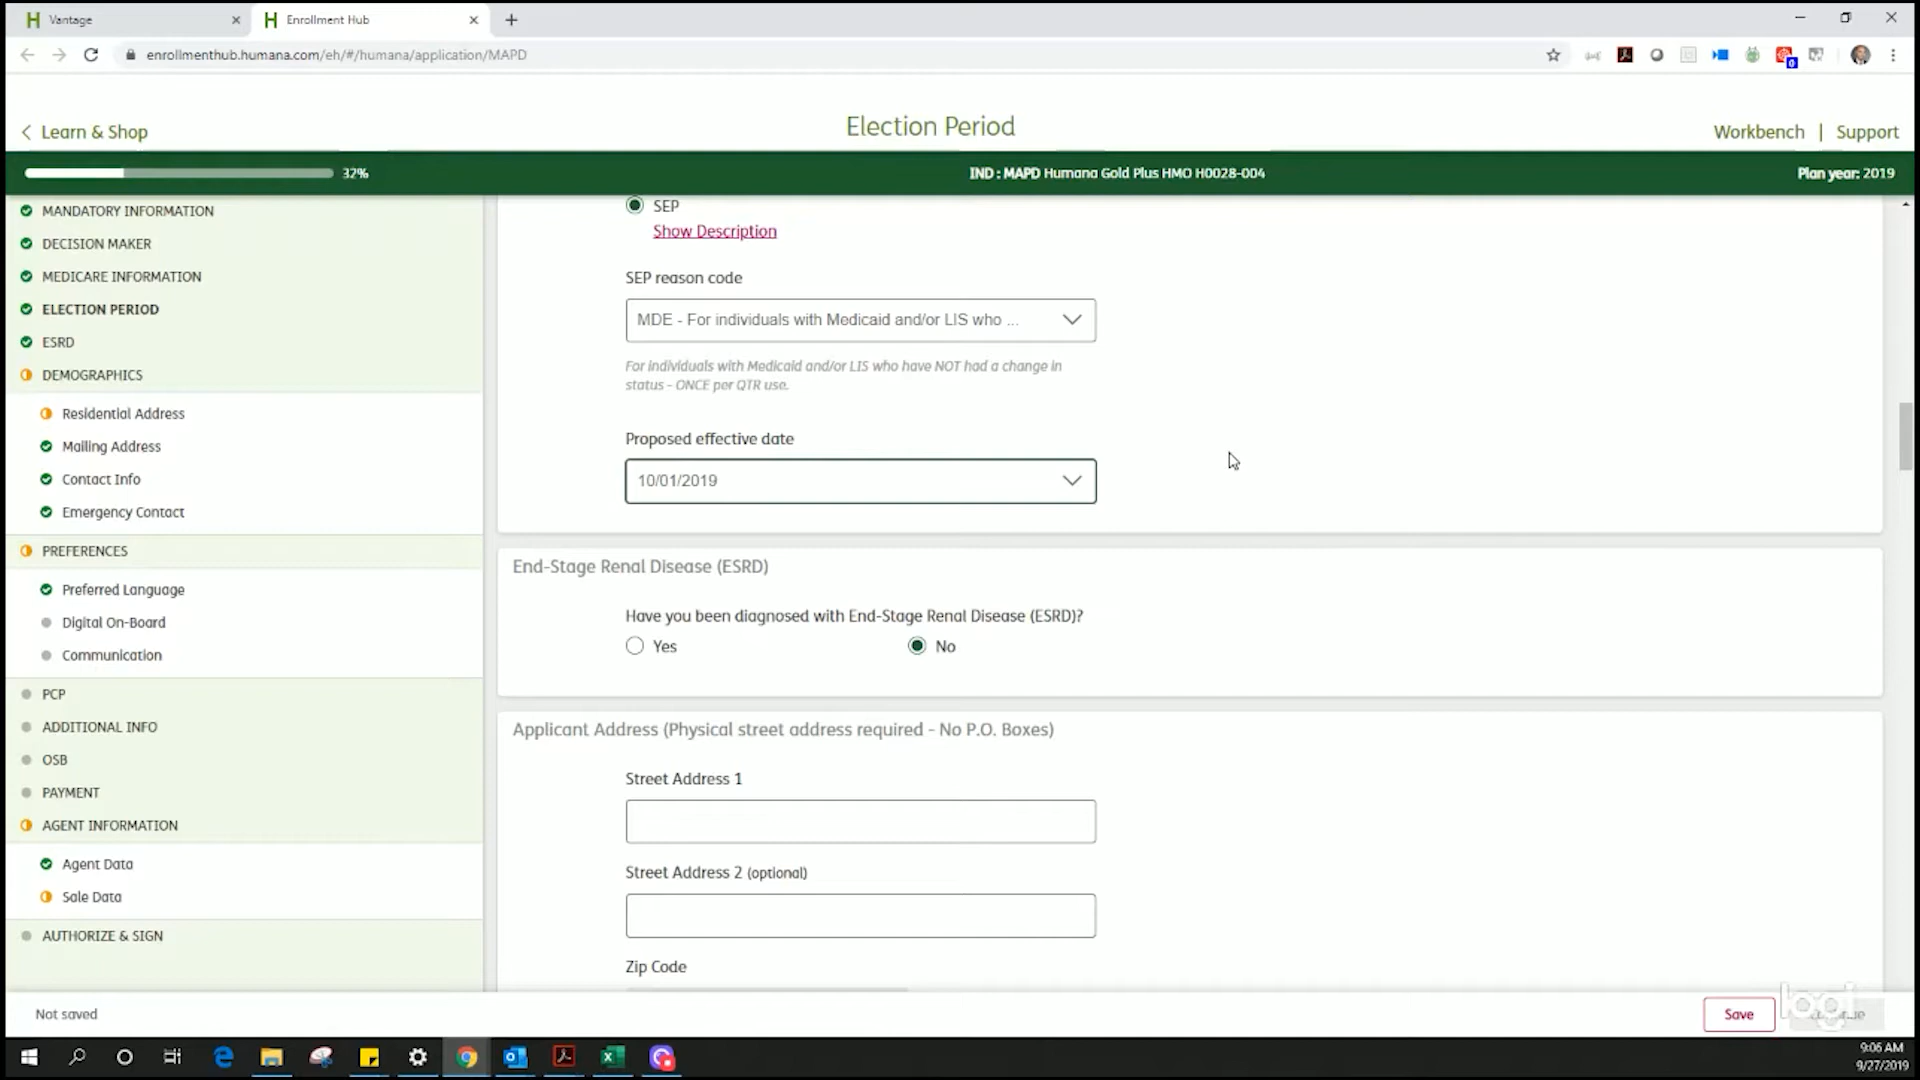 Vantage
Enrollment Hub
enrollmenthub.humana.com/eh/#/humana/application/MAPD
Learn & Shop
Election Period
Workbench | Support
32%
IND : MAPD Humana Gold Plus HMO H0028-004
Plan year: 2019
MANDATORY INFORMATION
DECISION MAKER
MEDICARE INFORMATION
ELECTION PERIOD
ESRD
DEMOGRAPHICS
Residential Address
Mailing Address
Contact Info
Emergency Contact
PREFERENCES
Preferred Language
Digital On-Board
Communication
PCP
ADDITIONAL INFO
OSB
PAYMENT
AGENT INFORMATION
Agent Data
Sale Data
AUTHORIZE & SIGN
SEP
Show Description
SEP reason code
MDE - For individuals with Medicaid and/or LIS who ...
For individuals with Medicaid and/or LIS who have NOT had a change in
status - ONCE per QTR use.
Proposed effective date
10/01/2019
End-Stage Renal Disease (ESRD)
Have you been diagnosed with End-Stage Renal Disease (ESRD)?
Yes
No
Applicant Address (Physical street address required - No P.O. Boxes)
Street Address 1
Street Address 2 (optional)
Zip Code
Not saved
Save
logi
9:06 AM
9/27/2019